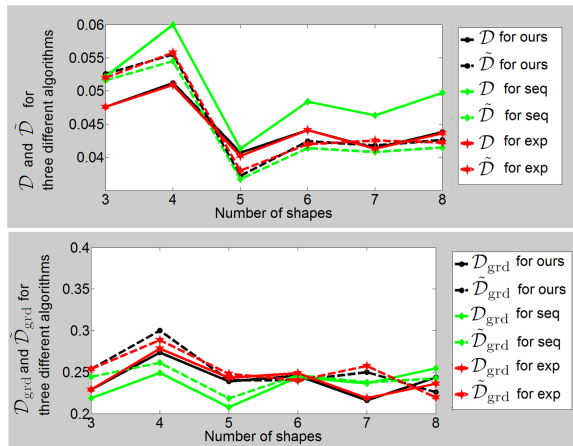 0.06
0.055
0.05
0.045
0.04
3 4 5 6 7 8
Number of shapes
𝒟 and 𝒟̃ for
three different algorithms
𝒟 for ours
𝒟̃ for ours
𝒟 for seq
𝒟̃ for seq
𝒟 for exp
𝒟̃ for exp
0.4
0.35
0.3
0.25
0.2
3 4 5 6 7 8
Number of shapes
𝒟grd and 𝒟̃grd for
three different algorithms
𝒟grd for ours
𝒟̃grd for ours
𝒟grd for seq
𝒟̃grd for seq
𝒟grd for exp
𝒟̃grd for exp